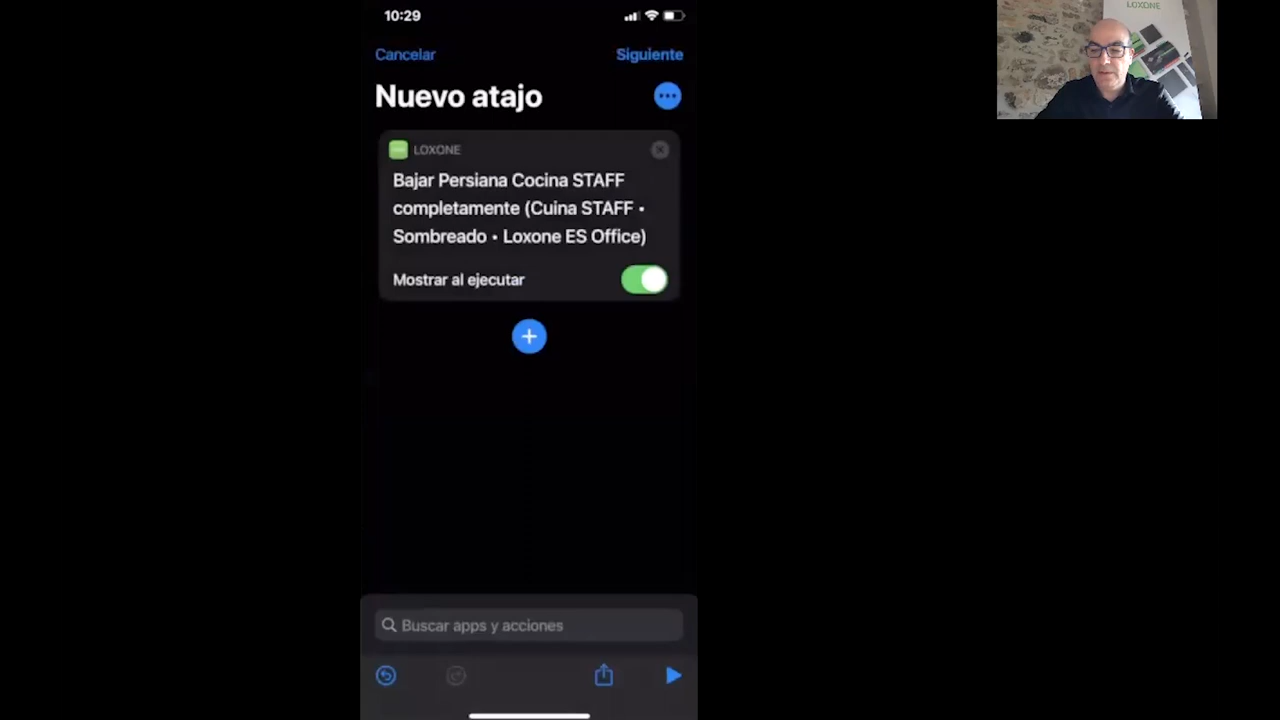 10:29
Cancelar
Siguiente
Nuevo atajo
LOXONE
Bajar Persiana Cocina STAFF
completamente (Cuina STAFF •
Sombreado • Loxone ES Office)
Mostrar al ejecutar
Buscar apps y acciones
LOXONE